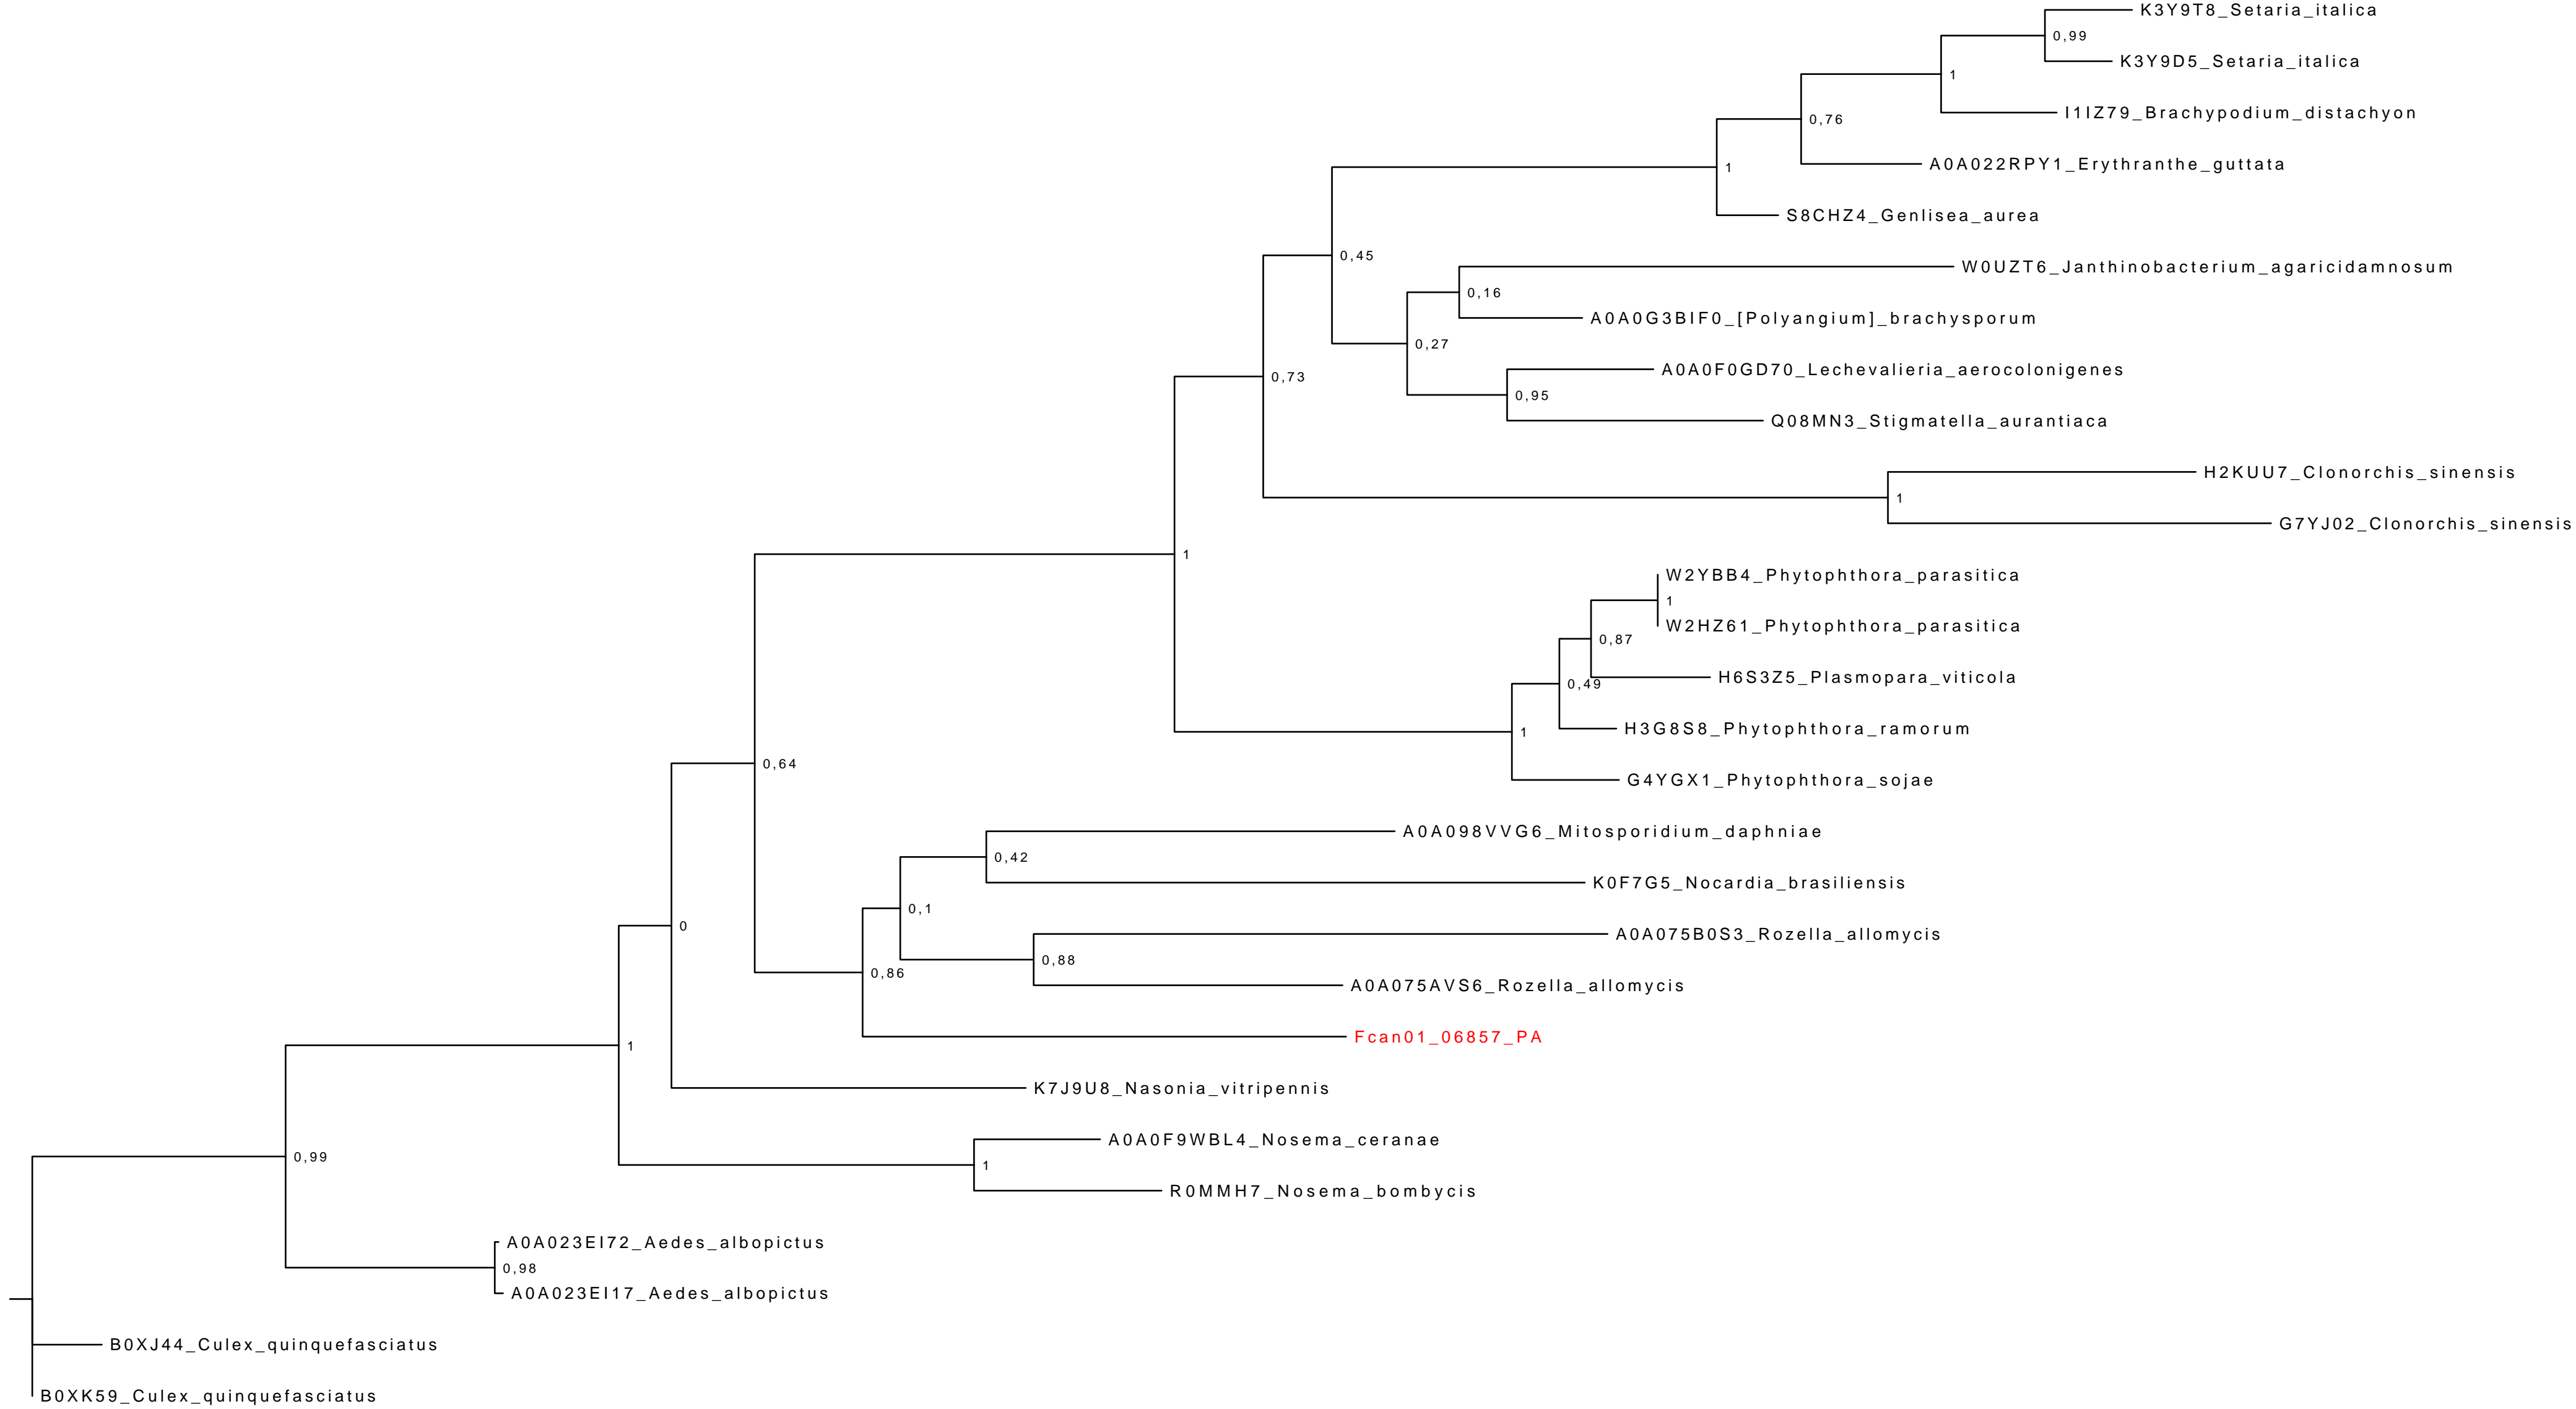 K3Y9T8_Setaria_italica
0,99
K3Y9D5_Setaria_italica
1
I1IZ79_Brachypodium_distachyon
0,76
A0A022RPY1_Erythranthe_guttata
1
S8CHZ4_Genlisea_aurea
0,45
W0UZT6_Janthinobacterium_agaricidamnosum
0,16
A0A0G3BIF0_[Polyangium]_brachysporum
0,27
A0A0F0GD70_Lechevalieria_aerocolonigenes
0,73
0,95
Q08MN3_Stigmatella_aurantiaca
H2KUU7_Clonorchis_sinensis
1
G7YJ02_Clonorchis_sinensis
1
W2YBB4_Phytophthora_parasitica
1
W2HZ61_Phytophthora_parasitica
0,87
H6S3Z5_Plasmopara_viticola
0,49
H3G8S8_Phytophthora_ramorum
1
0,64
G4YGX1_Phytophthora_sojae
A0A098VVG6_Mitosporidium_daphniae
0,42
K0F7G5_Nocardia_brasiliensis
0,1
0
A0A075B0S3_Rozella_allomycis
0,88
0,86
A0A075AVS6_Rozella_allomycis
Fcan01_06857_PA
1
K7J9U8_Nasonia_vitripennis
A0A0F9WBL4_Nosema_ceranae
0,99
1
R0MMH7_Nosema_bombycis
A0A023EI72_Aedes_albopictus
0,98
A0A023EI17_Aedes_albopictus
B0XJ44_Culex_quinquefasciatus
B0XK59_Culex_quinquefasciatus